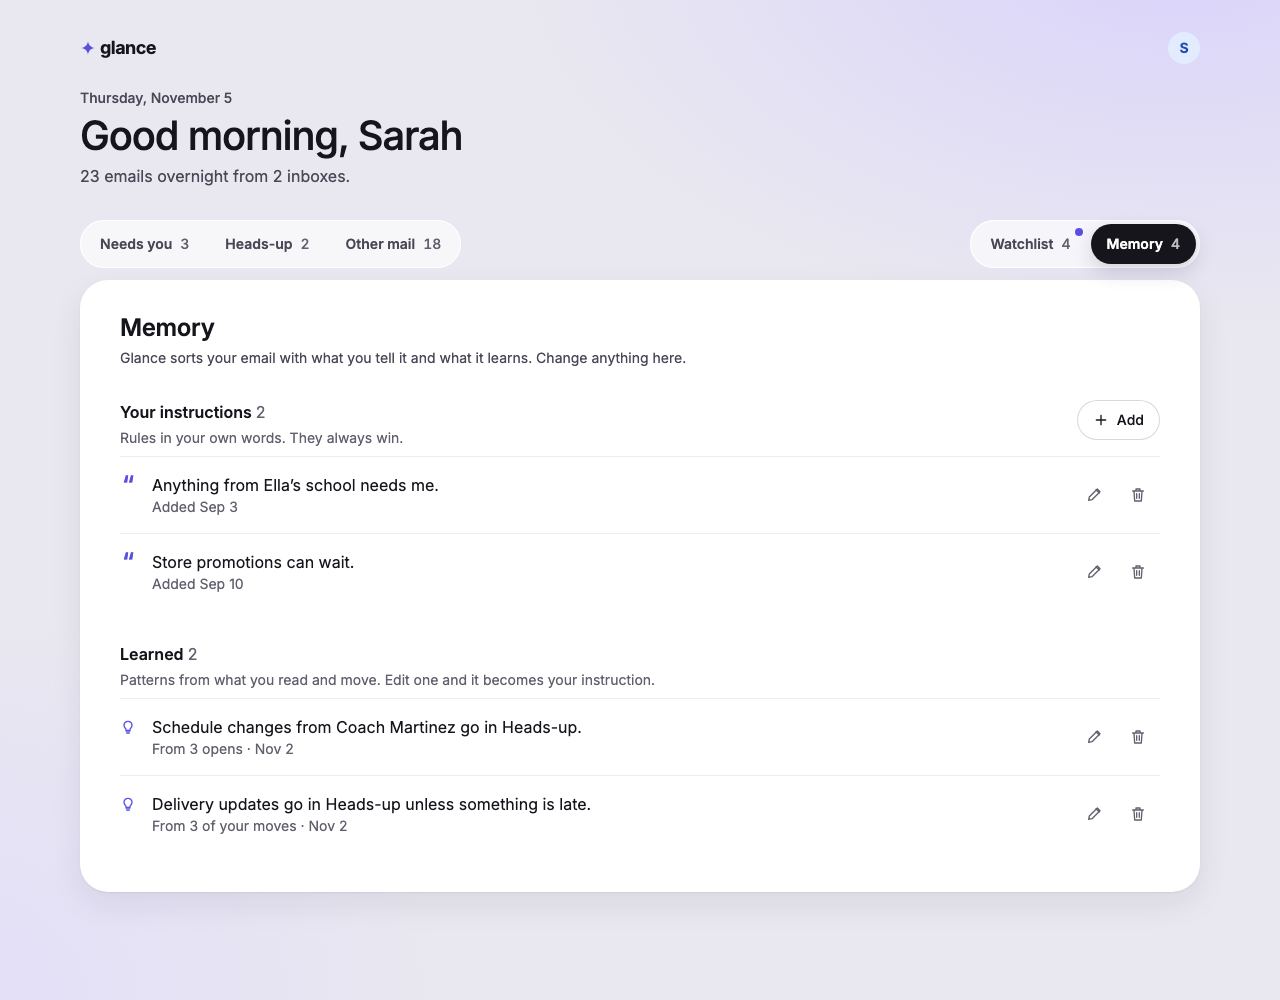 glance
S
Thursday, November 5
Good morning, Sarah
23 emails overnight from 2 inboxes.
Needs you 3 Heads-up 2 Other mail 18
Watchlist 4 Memory 4
Memory
Glance sorts your email with what you tell it and what it learns. Change anything here.
Your instructions 2
Add
Rules in your own words. They always win.
Anything from Ella’s school needs me.
Added Sep 3
Store promotions can wait.
Added Sep 10
Learned 2
Patterns from what you read and move. Edit one and it becomes your instruction.
Schedule changes from Coach Martinez go in Heads-up.
From 3 opens · Nov 2
Delivery updates go in Heads-up unless something is late.
From 3 of your moves · Nov 2